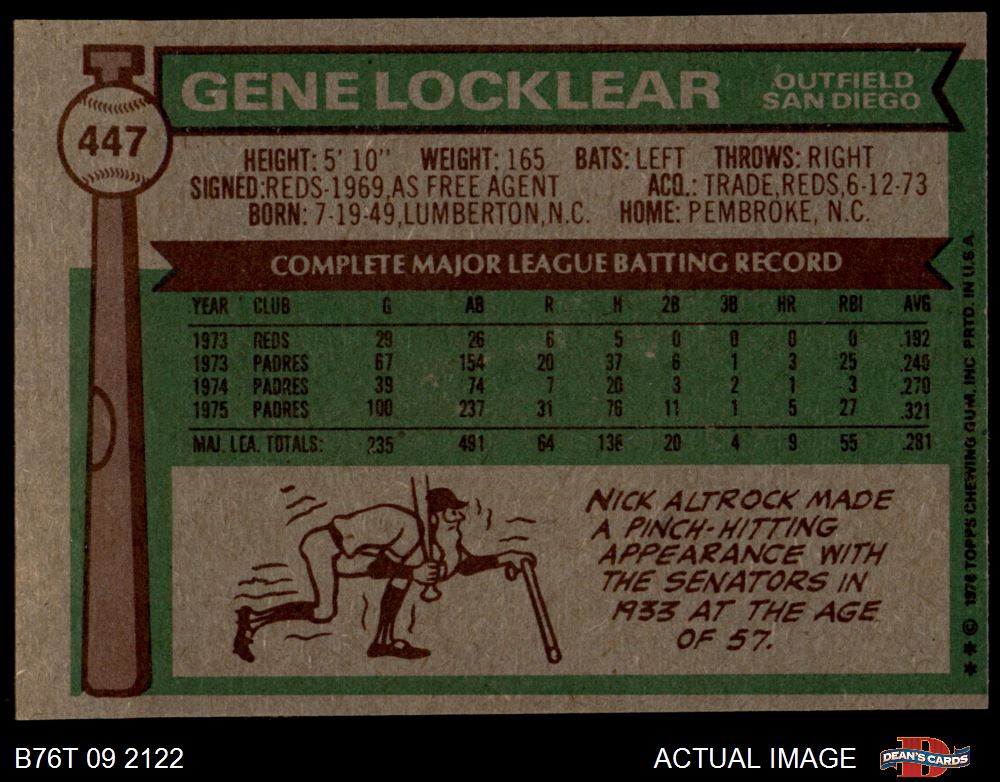 447
GENE LOCKLEAR
OUTFIELD
SAN DIEGO
HEIGHT: 5' 10" WEIGHT: 165 BATS: LEFT THROWS: RIGHT
SIGNED:REDS-1969,AS FREE AGENT ACQ.: TRADE,REDS,6-12-73
BORN: 7-19-49,LUMBERTON,N.C. HOME: PEMBROKE, N.C.
COMPLETE MAJOR LEAGUE BATTING RECORD
YEAR CLUB G AB R H 2B 3B HR RBI AVG
1973 REDS 29 26 6 5 0 0 0 0 .192
1973 PADRES 67 154 20 37 6 1 3 25 .240
1974 PADRES 39 74 7 20 3 2 1 3 .270
1975 PADRES 100 237 31 76 11 1 5 27 .321
MAJ. LEA. TOTALS: 235 491 64 138 20 4 9 55 .281
NICK ALTROCK MADE
A PINCH-HITTING
APPEARANCE WITH
THE SENATORS IN
1933 AT THE AGE
OF 57.
** © 1976 TOPPS CHEWING GUM, INC PRTD. IN U.S.A.
B76T 09 2122
ACTUAL IMAGE
DEAN'S CARDS